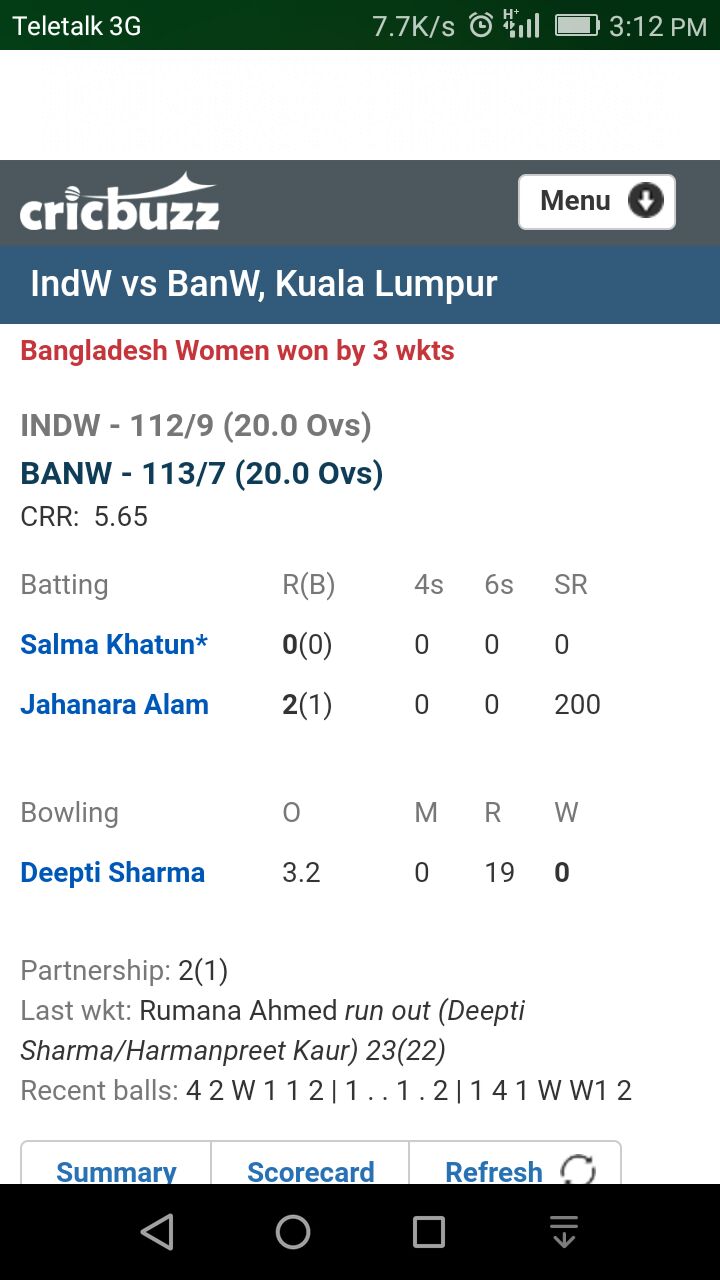 Teletalk 3G 7.7K/s H+ 3:12 PM
cricbuzz Menu
IndW vs BanW, Kuala Lumpur
Bangladesh Women won by 3 wkts
INDW - 112/9 (20.0 Ovs)
BANW - 113/7 (20.0 Ovs)
CRR: 5.65
Batting R(B) 4s 6s SR
Salma Khatun* 0(0) 0 0 0
Jahanara Alam 2(1) 0 0 200
Bowling O M R W
Deepti Sharma 3.2 0 19 0
Partnership: 2(1)
Last wkt: Rumana Ahmed run out (Deepti
Sharma/Harmanpreet Kaur) 23(22)
Recent balls: 4 2 W 1 1 2 | 1 . . 1 . 2 | 1 4 1 W W1 2
Summary Scorecard Refresh